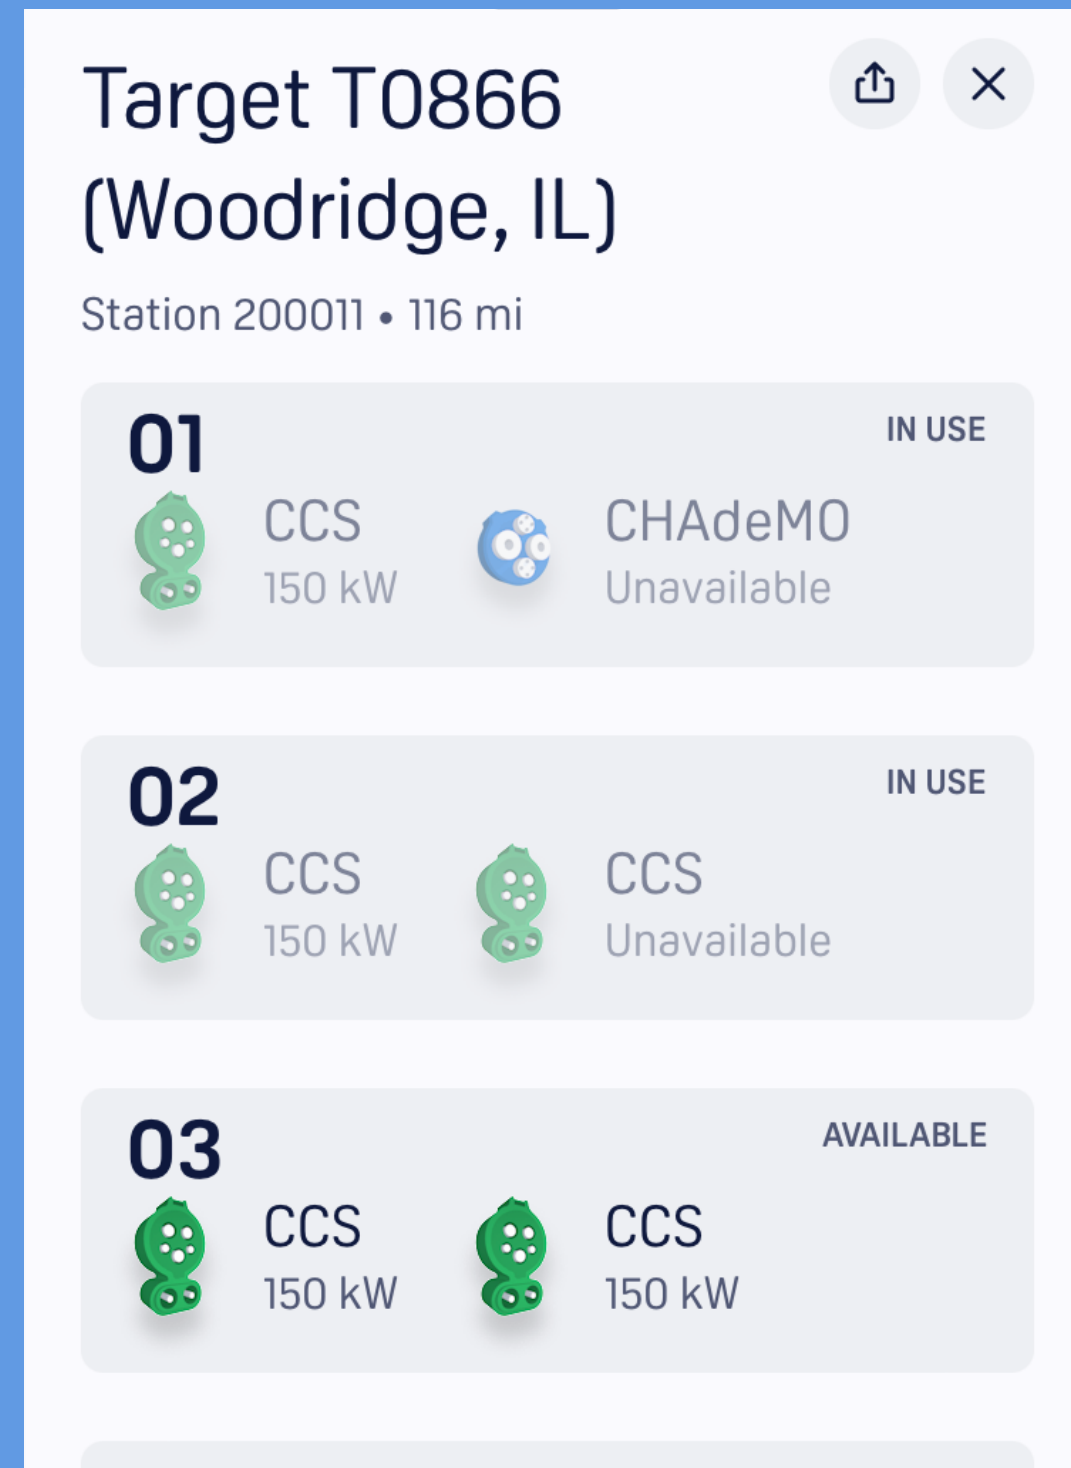 Target T0866
(Woodridge, IL)
Station 200011 • 116 mi
01
IN USE
CCS
150 kW
CHAdeMO
Unavailable
02
IN USE
CCS
150 kW
CCS
Unavailable
03
AVAILABLE
CCS
150 kW
CCS
150 kW